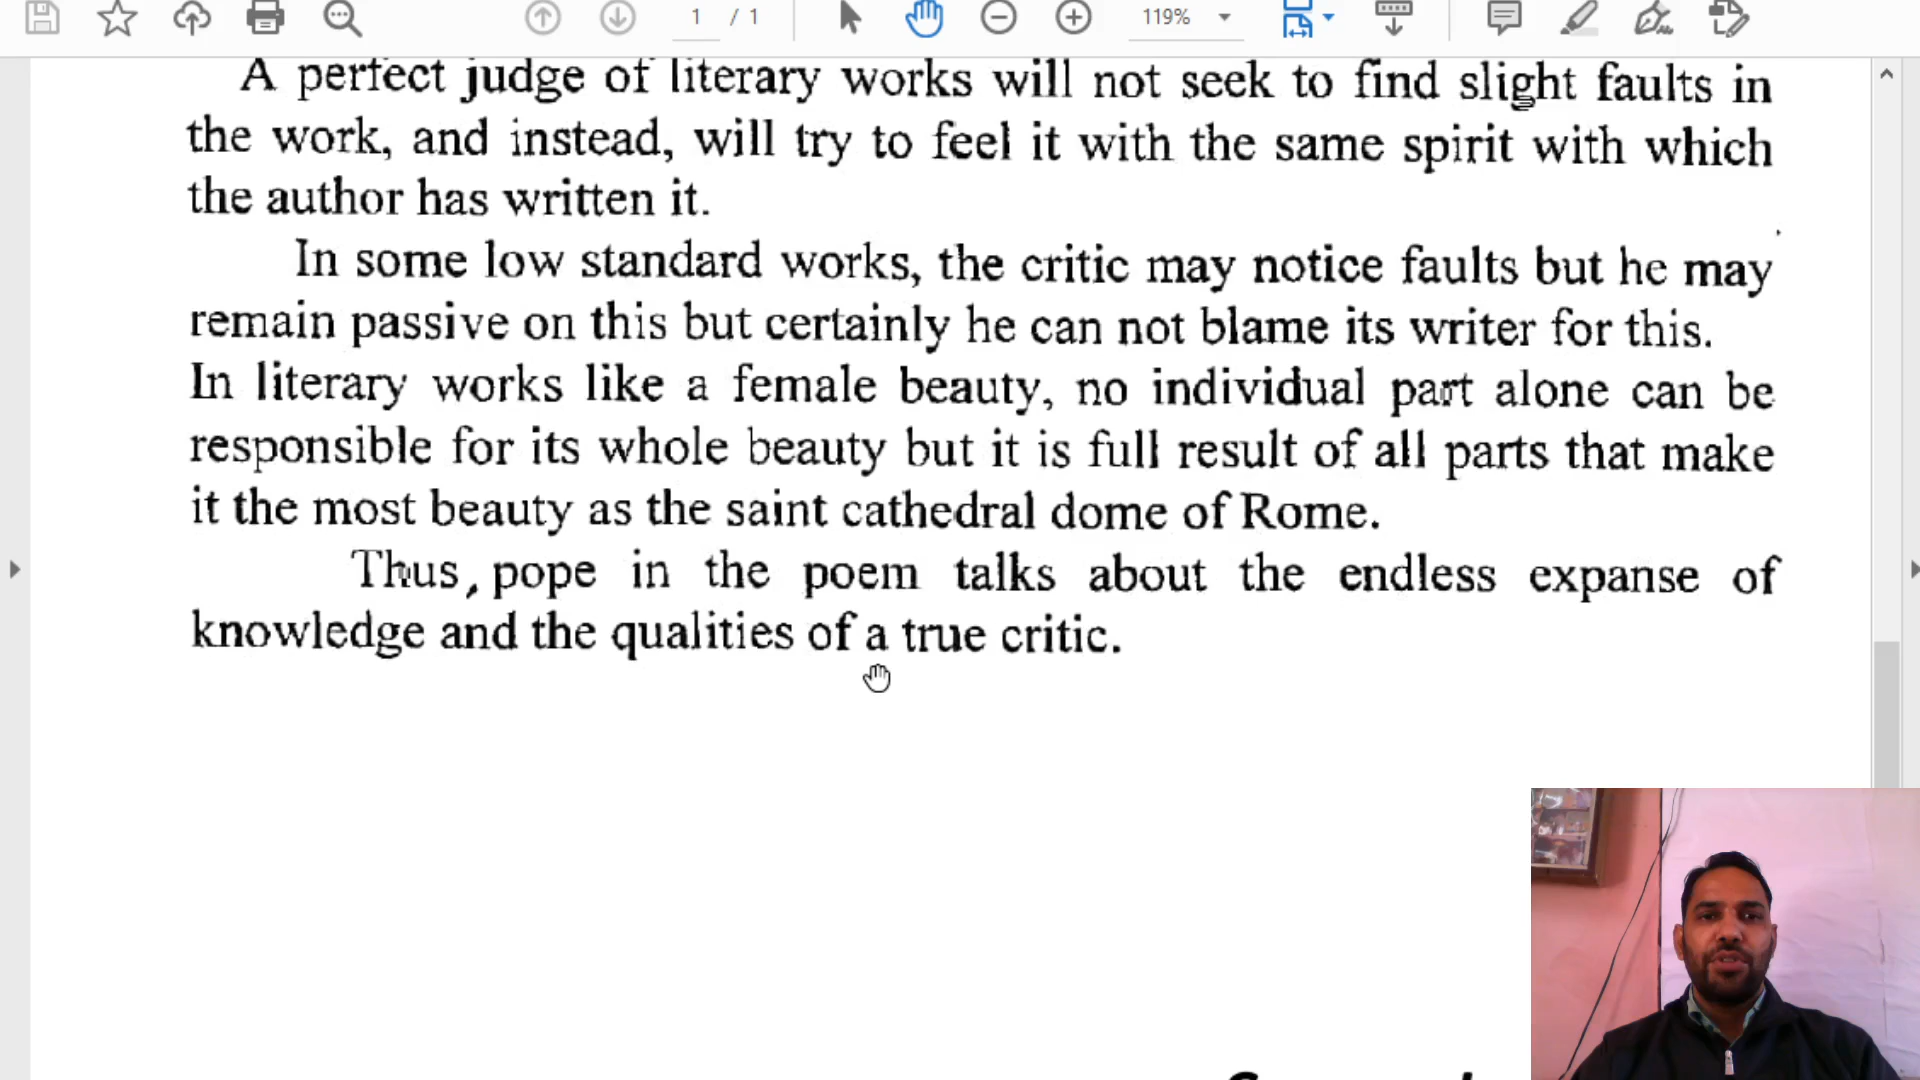 1 / 1 119%
A perfect judge of literary works will not seek to find slight faults in
the work, and instead, will try to feel it with the same spirit with which
the author has written it.
In some low standard works, the critic may notice faults but he may
remain passive on this but certainly he can not blame its writer for this.
In literary works like a female beauty, no individual part alone can be
responsible for its whole beauty but it is full result of all parts that make
it the most beauty as the saint cathedral dome of Rome.
Thus, pope in the poem talks about the endless expanse of
knowledge and the qualities of a true critic.